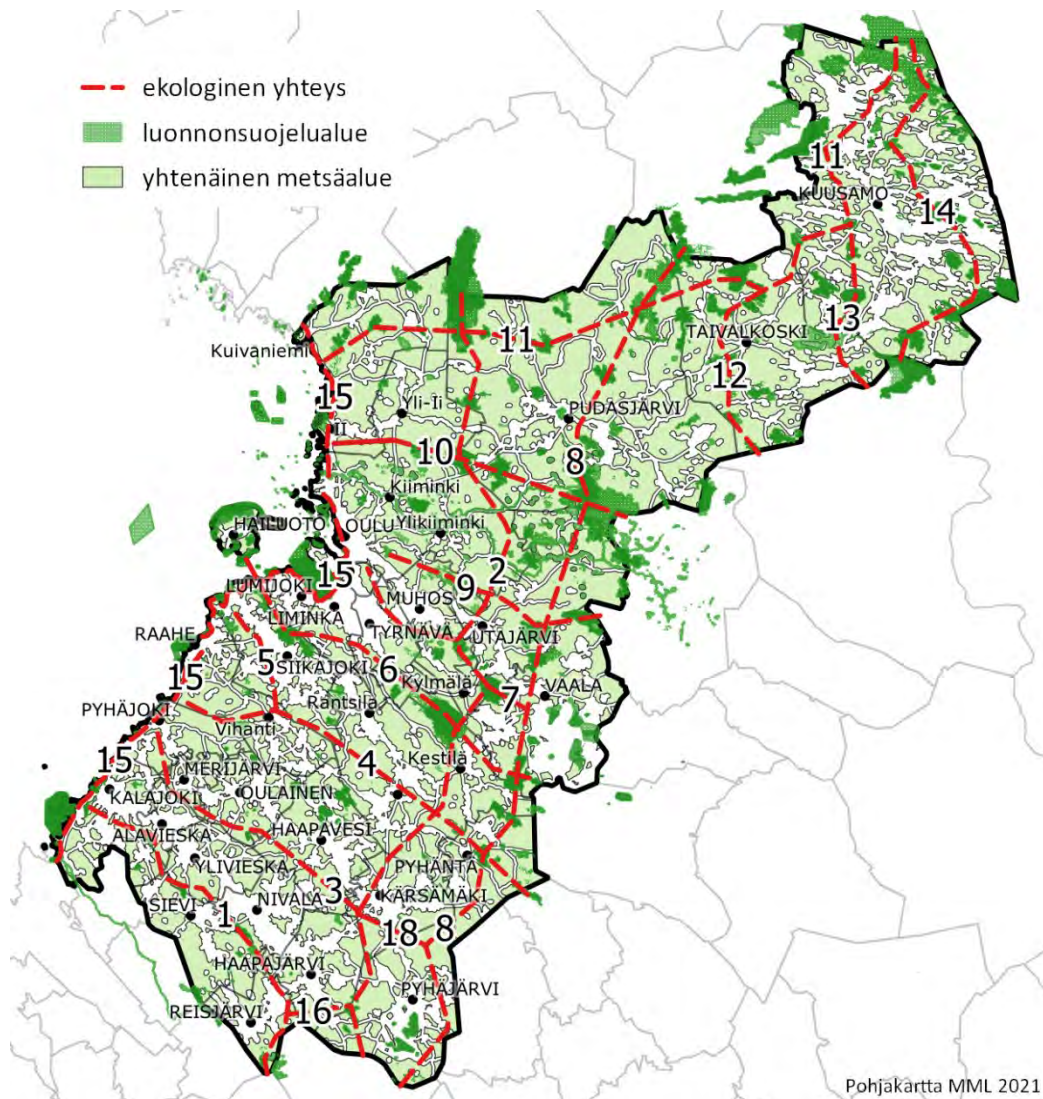 ekologinen yhteys
luonnonsuojelualue
yhtenäinen metsäalue
11
KUUSAMO
14
Kuivaniemi
11
TAIVALKOSKI
13
12
15
Yli-Ii
II
PUDASJÄRVI
10
8
Kiiminki
HAILUOTO
OULU
Ylikiiminki
15
LUMIJOKI
MUHOS
9
2
LIMINKA
TYRNÄVÄ
UTAJÄRVI
RAAHE
5
SIIKAJOKI
6
15
Kylmälä
7
VAALA
PYHÄJOKI
Vihanti
Rantsila
15
4
Kestilä
MERIJÄRVI
KALAJOKI
OULAINEN
ALAVIESKA
HAAPAVESI
YLIVIESKA
PYHÄNTÄ
3
KÄRSÄMÄKI
SIEVI
1
NIVALA
18
8
HAAPAJÄRVI
REISJÄRVI
16
PYHÄJÄRVI
Pohjakartta MML 2021